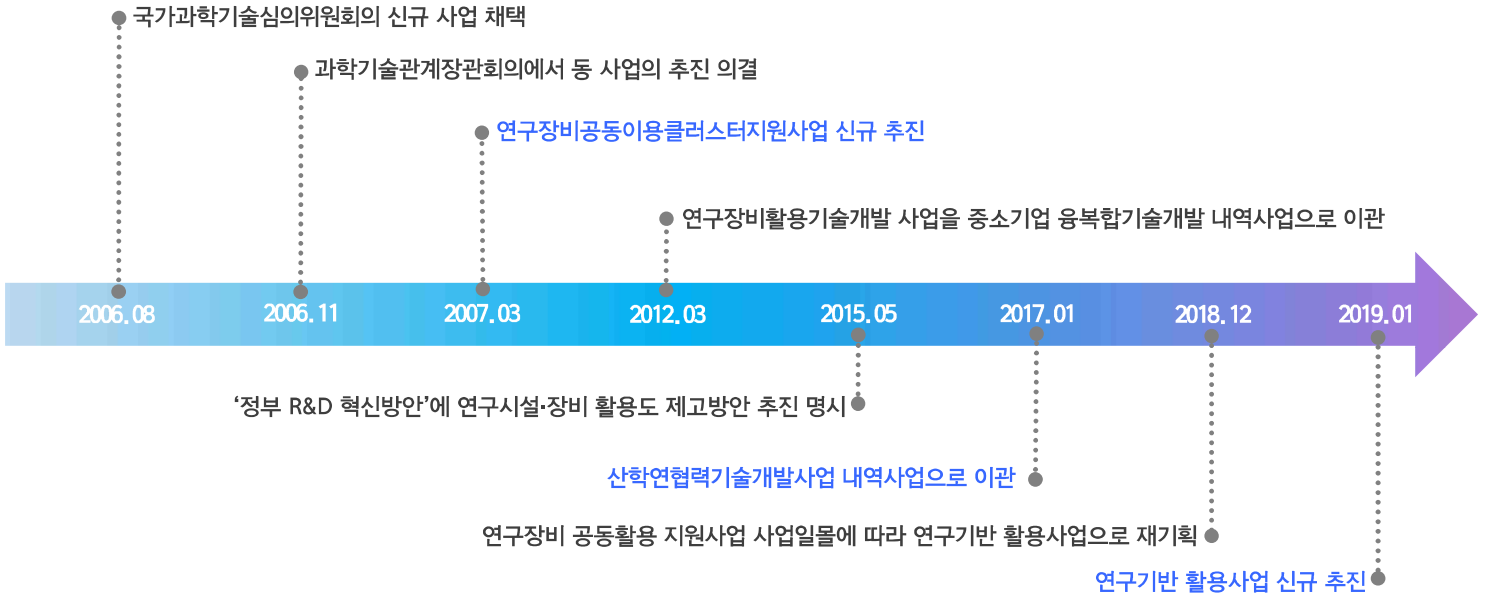 국가과학기술심의위원회의 신규 사업 채택
과학기술관계장관회의에서 동 사업의 추진 의결
연구장비공동이용클러스터지원사업 신규 추진
연구장비활용기술개발 사업을 중소기업 융복합기술개발 내역사업으로 이관
2006. 08 2006. 11 2007. 03 2012. 03 2015. 05 2017. 01 2018. 12 2019. 01
‘정부 R&D 혁신방안’에 연구시설·장비 활용도 제고방안 추진 명시
산학연협력기술개발사업 내역사업으로 이관
연구장비 공동활용 지원사업 사업일몰에 따라 연구기반 활용사업으로 재기획
연구기반 활용사업 신규 추진